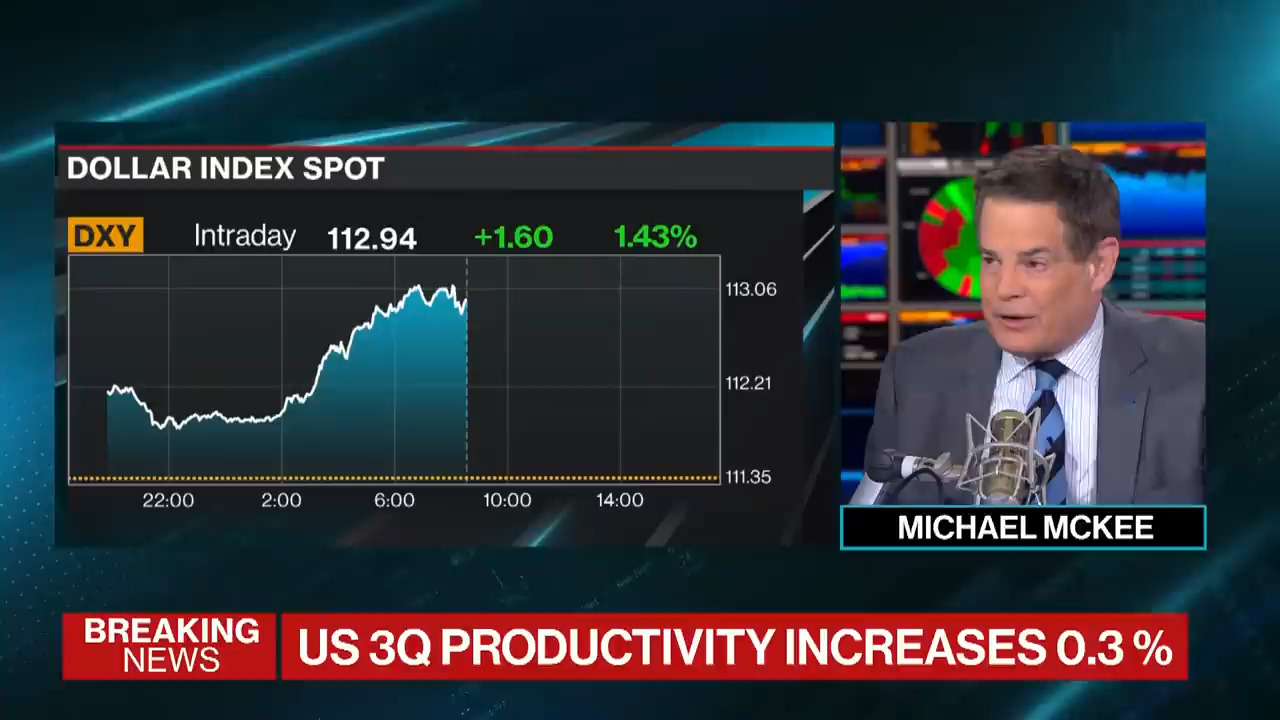 DOLLAR INDEX SPOT
DXY Intraday 112.94 +1.60 1.43%
113.06
112.21
111.35
22:00 2:00 6:00 10:00 14:00
MICHAEL MCKEE
BREAKING NEWS
US 3Q PRODUCTIVITY INCREASES 0.3 %